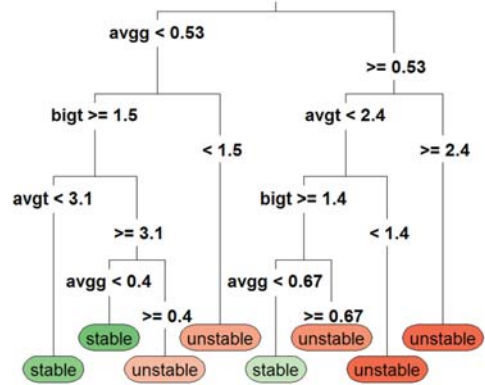 avgg < 0.53
>= 0.53
bigt >= 1.5
avgt < 2.4
< 1.5
>= 2.4
avgt < 3.1
bigt >= 1.4
>= 3.1
< 1.4
avgg < 0.4
avgg < 0.67
>= 0.4
>= 0.67
stable
unstable
unstable
unstable
stable
unstable
stable
unstable